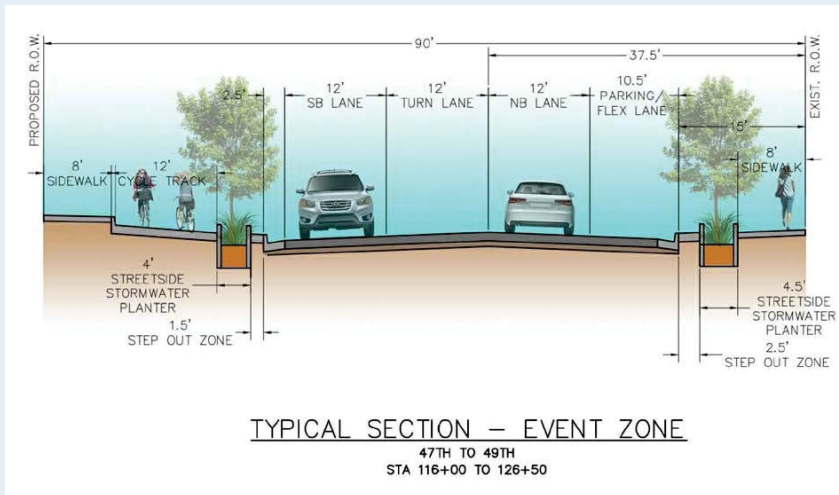 90'
37.5'
PROPOSED R.O.W.
EXIST. R.O.W.
2.5'
12'
SB LANE
12'
TURN LANE
12'
NB LANE
10.5'
PARKING/
FLEX LANE
15'
8'
SIDEWALK
12'
CYCLE TRACK
8'
SIDEWALK
4'
STREETSIDE
STORMWATER
PLANTER
1.5'
STEP OUT ZONE
4.5'
STREETSIDE
STORMWATER
PLANTER
2.5'
STEP OUT ZONE
TYPICAL SECTION – EVENT ZONE
47TH TO 49TH
STA 116+00 TO 126+50